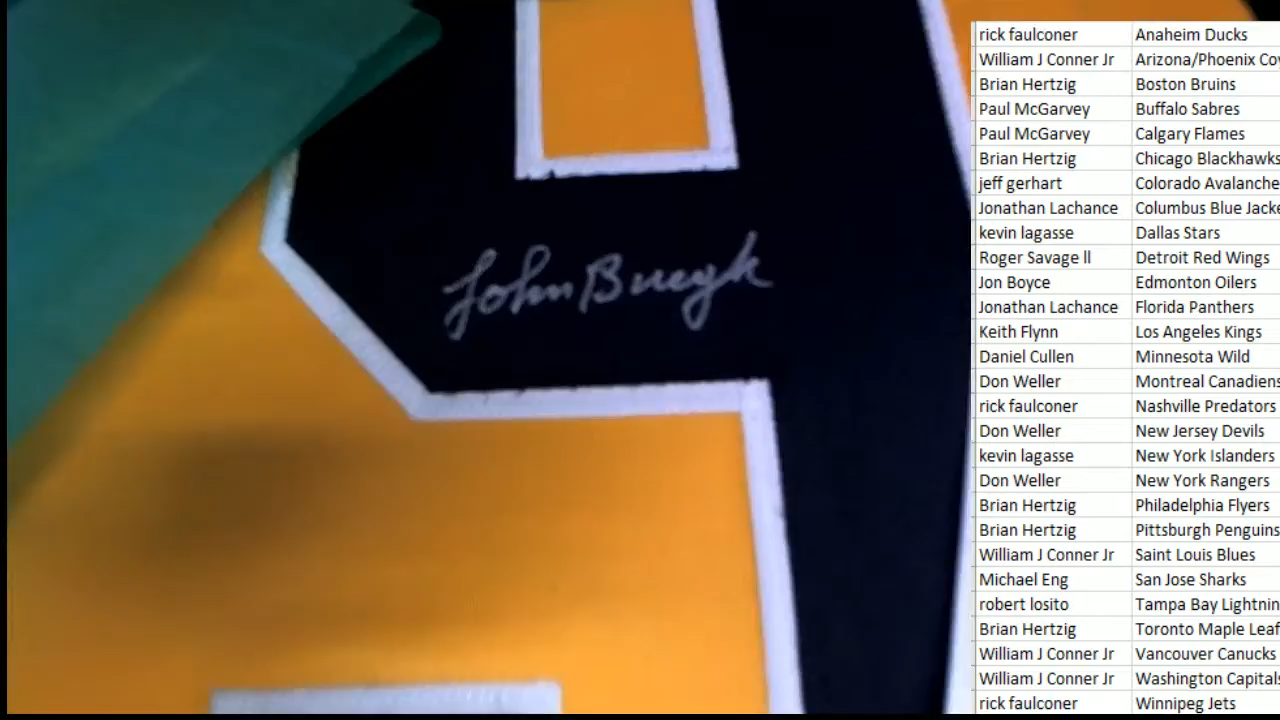 John Bucyk
rick faulconer Anaheim Ducks
William J Conner Jr Arizona/Phoenix Coy
Brian Hertzig Boston Bruins
Paul McGarvey Buffalo Sabres
Paul McGarvey Calgary Flames
Brian Hertzig Chicago Blackhawks
jeff gerhart Colorado Avalanche
Jonathan Lachance Columbus Blue Jacke
kevin lagasse Dallas Stars
Roger Savage ll Detroit Red Wings
Jon Boyce Edmonton Oilers
Jonathan Lachance Florida Panthers
Keith Flynn Los Angeles Kings
Daniel Cullen Minnesota Wild
Don Weller Montreal Canadiens
rick faulconer Nashville Predators
Don Weller New Jersey Devils
kevin lagasse New York Islanders
Don Weller New York Rangers
Brian Hertzig Philadelphia Flyers
Brian Hertzig Pittsburgh Penguins
William J Conner Jr Saint Louis Blues
Michael Eng San Jose Sharks
robert losito Tampa Bay Lightnin
Brian Hertzig Toronto Maple Leaf
William J Conner Jr Vancouver Canucks
William J Conner Jr Washington Capitals
rick faulconer Winnipeg Jets